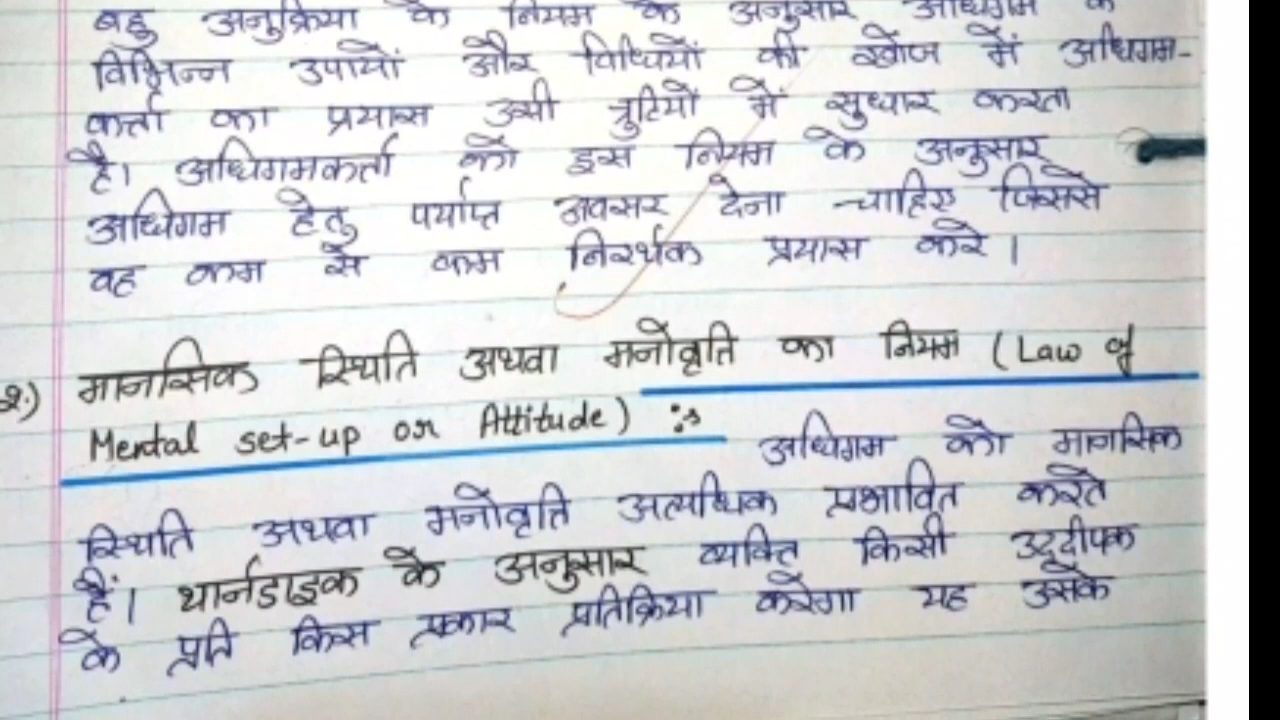 बहु अनुक्रिया के नियम के अनुसार अधिगम के
विभिन्न उपायों और विधियों की खोज में अधिगम-
कर्त्ता का प्रयास उसी त्रुटियों में सुधार करता
है। अधिगमकर्ता को इस नियम के अनुसार
अधिगम हेतु पर्याप्त अवसर देना चाहिए जिससे
वह कम से कम निरर्थक प्रयास करे।
2.) मानसिक स्थिति अथवा मनोवृति का नियम (Law of
Mental set-up or Attitude) :→
अधिगम को मानसिक
स्थिति अथवा मनोवृति अत्यधिक प्रभावित करते
हैं। थार्नडाइक के अनुसार व्यक्ति किसी उद्दीपक
के प्रति किस प्रकार प्रतिक्रिया करेगा यह उसके